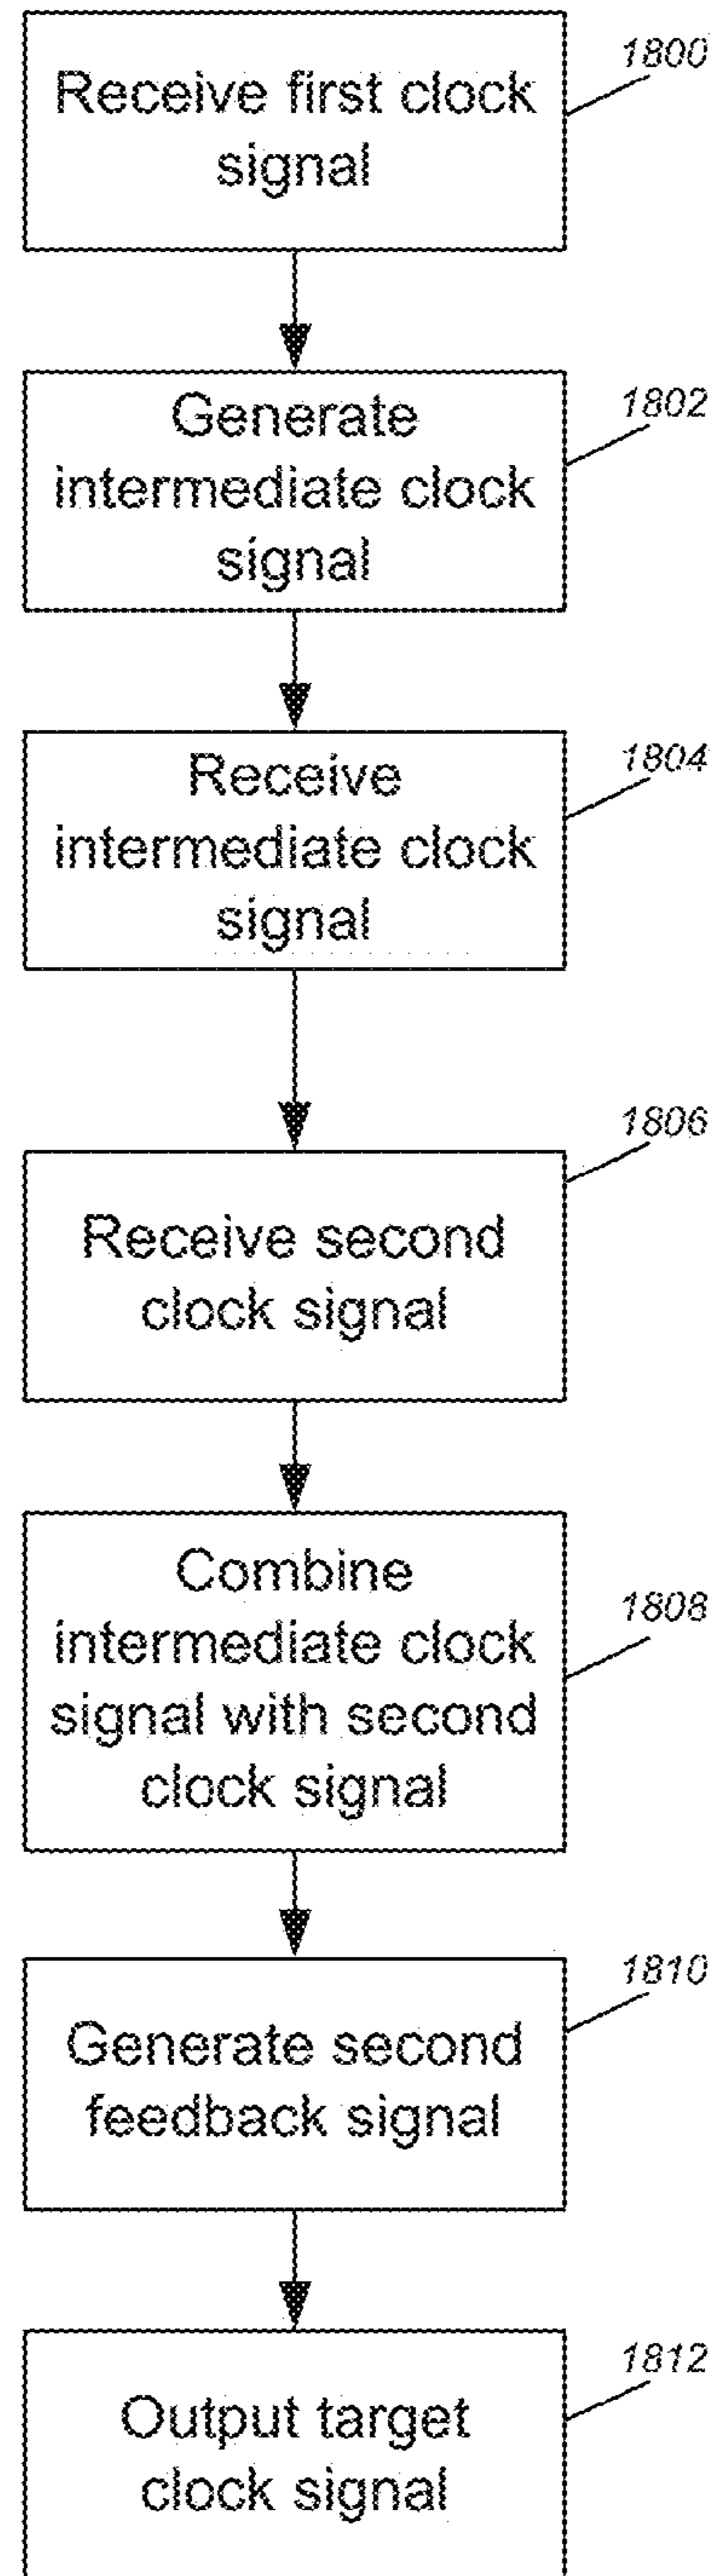 1800
Receive first clock
signal
1802
Generate
intermediate clock
signal
1804
Receive
intermediate clock
signal
1806
Receive second
clock signal
1808
Combine
intermediate clock
signal with second
clock signal
1810
Generate second
feedback signal
1812
Output target
clock signal